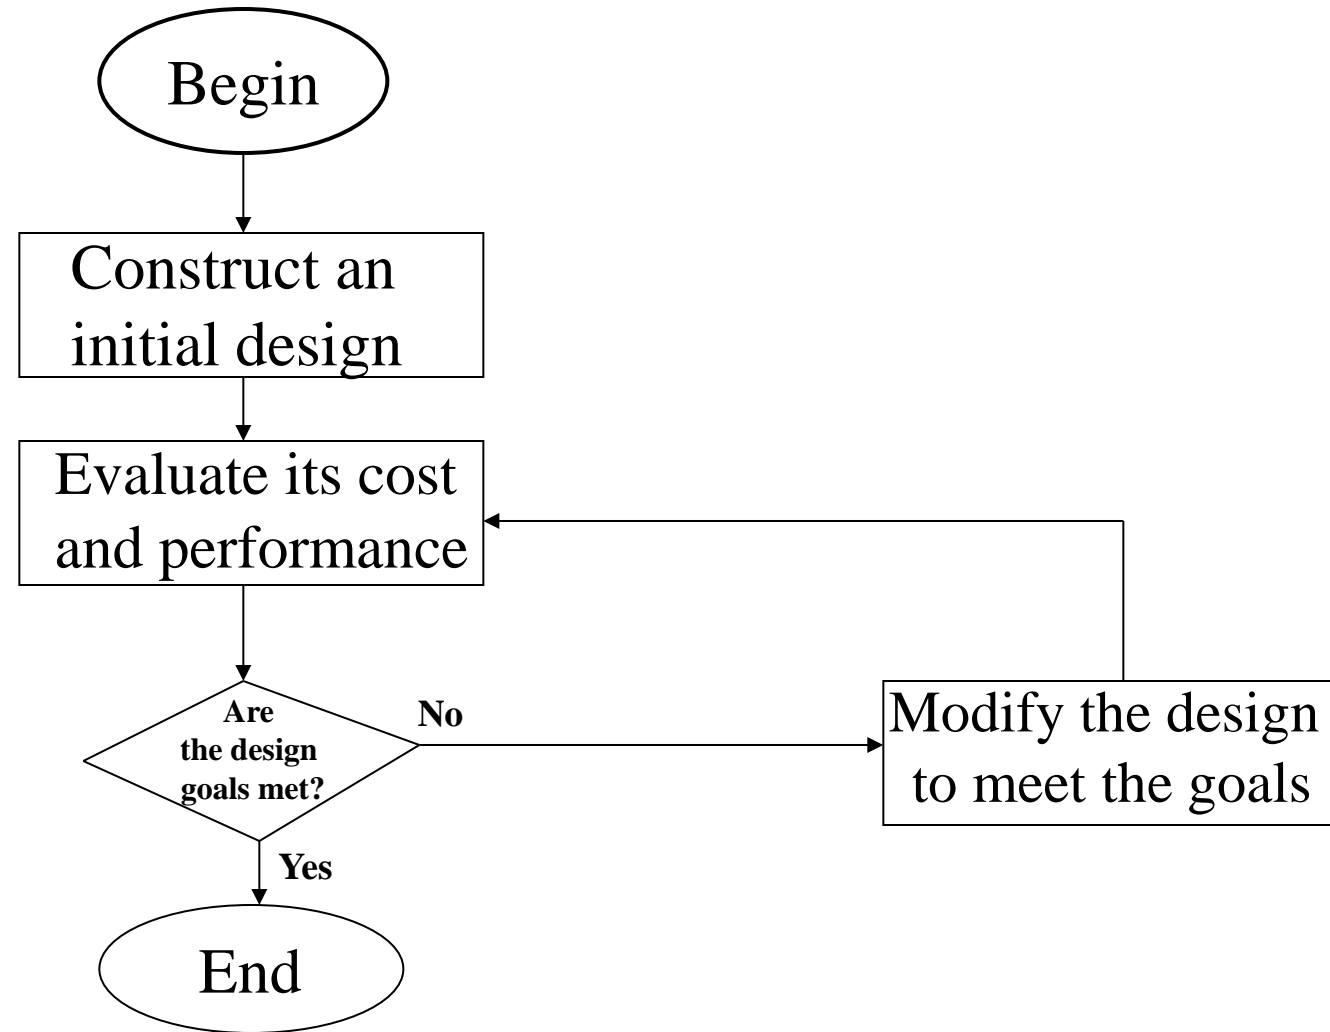 Begin
Construct an
initial design
Evaluate its cost
and performance
Are
the design
goals met?
No
Modify the design
to meet the goals
Yes
End